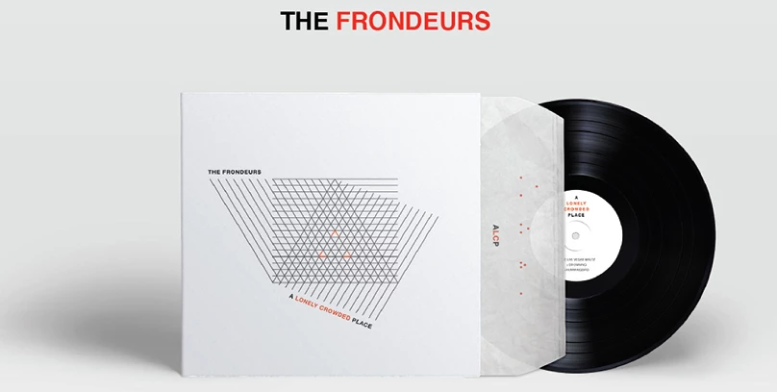 THE FRONDEURS
THE FRONDEURS
A LONELY CROWDED PLACE
ALCP
A
LONELY
CROWDED
PLACE